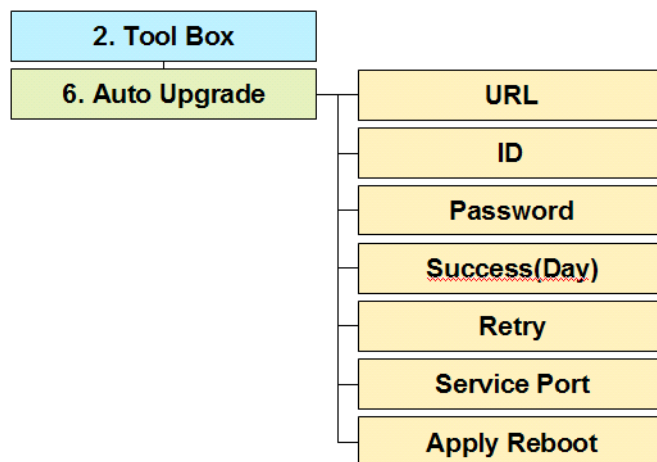 2. Tool Box
6. Auto Upgrade
URL
ID
Password
Success(Day)
Retry
Service Port
Apply Reboot